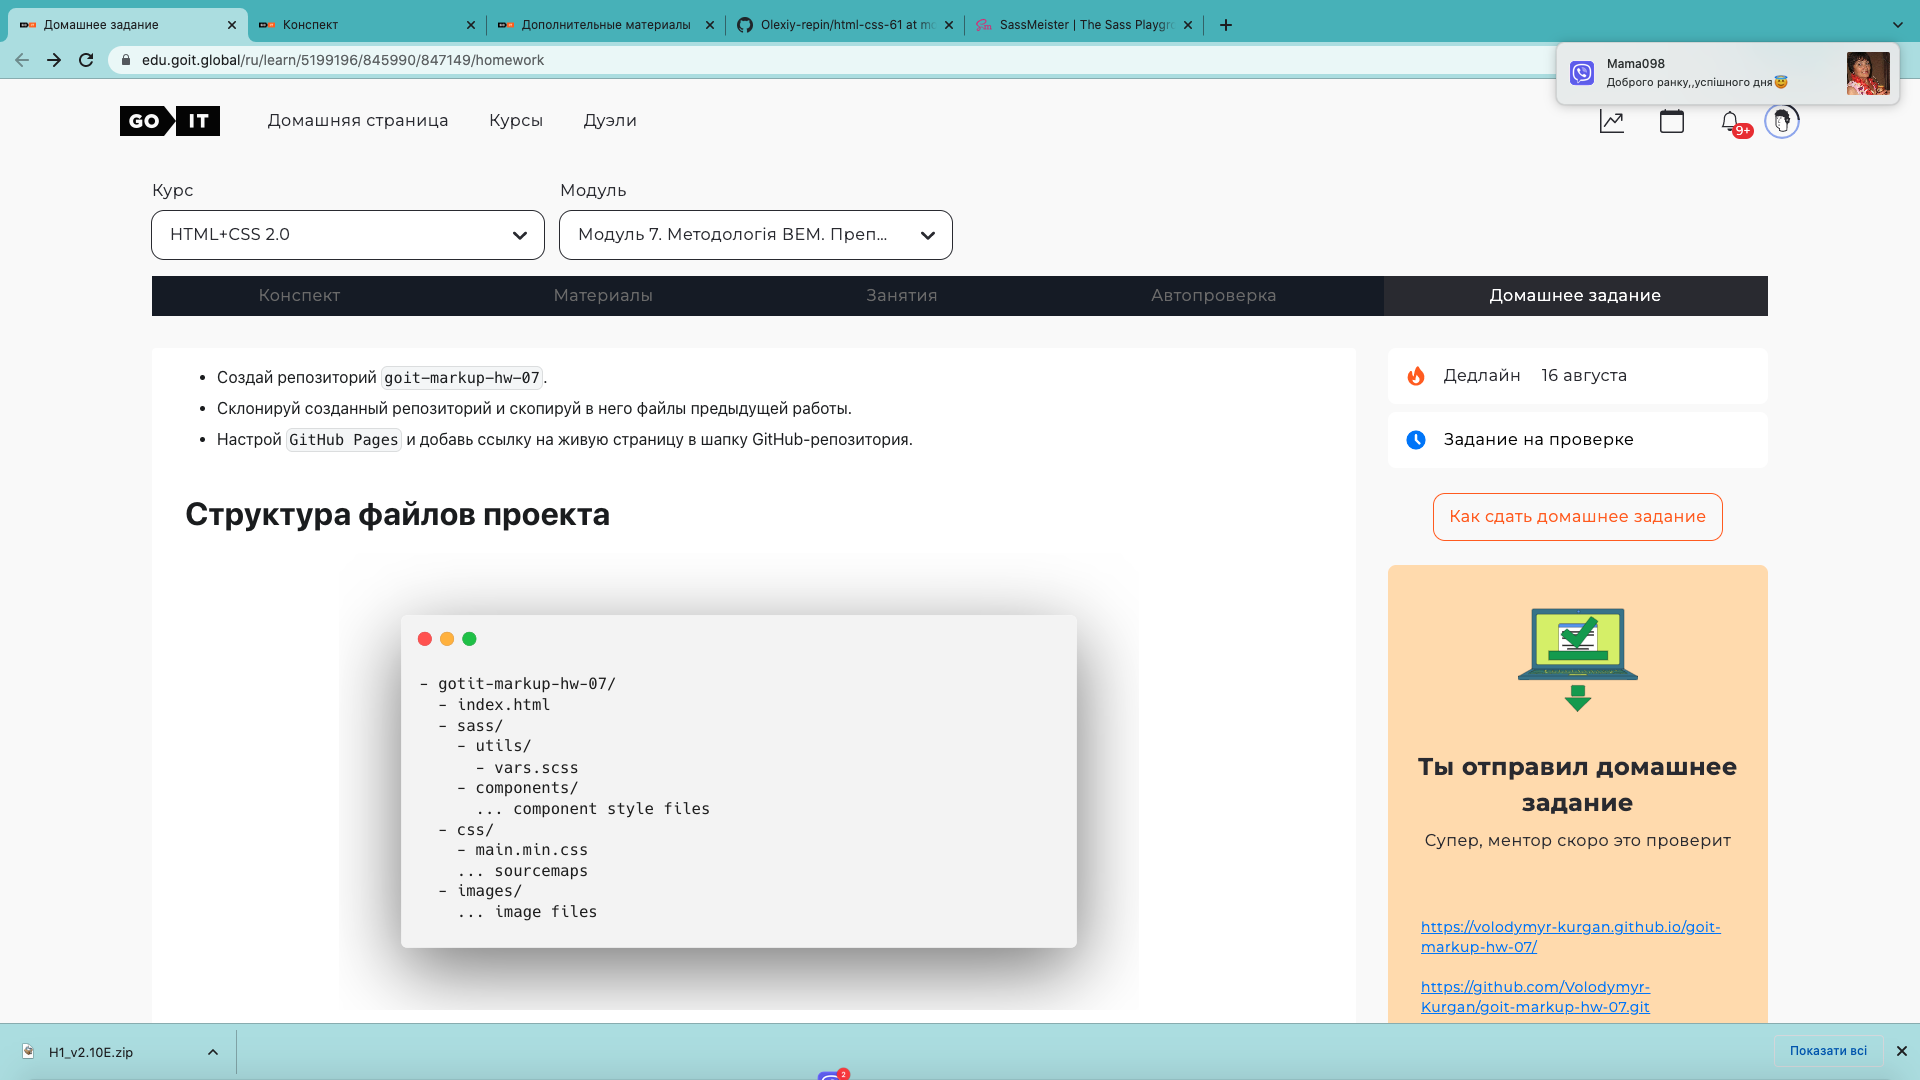 Домашнее задание
Конспект
Дополнительные материалы
Olexiy-repin/html-css-61 at
SassMeister | The Sass
edu.goit.global/ru/learn/5199196/845990/847149/homework
Mama098
Доброго ранку,,успішного дня
GO IT
Домашняя страница
Курсы
Дуэли
9+
Курс
Модуль
HTML+CSS 2.0
Модуль 7. Методологія BEM. Преп...
Конспект
Материалы
Занятия
Автопроверка
Домашнее задание
• Создай репозиторий goit-markup-hw-07.
• Склонируй созданный репозиторий и скопируй в него файлы предыдущей работы.
• Настрой GitHub Pages и добавь ссылку на живую страницу в шапку GitHub-репозитория.
Структура файлов проекта
- gotit-markup-hw-07/
- index.html
- sass/
- utils/
- vars.scss
- components/
... component style files
- css/
- main.min.css
... sourcemaps
- images/
... image files
Дедлайн 16 августа
Задание на проверке
Как сдать домашнее задание
Ты отправил домашнее
задание
Супер, ментор скоро это проверит
https://volodymyr-kurgan.github.io/goit-
markup-hw-07/
https://github.com/Volodymyr-
Kurgan/goit-markup-hw-07.git
H1_v2.10E.zip
Показати всі
2